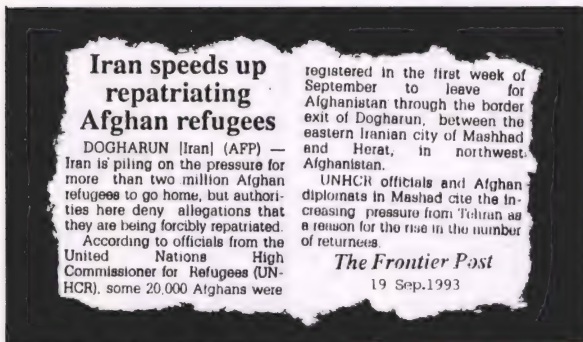 Iran speeds up
repatriating
Afghan refugees
DOGHARUN [Iran] (AFP) —
Iran is piling on the pressure for
more than two million Afghan
refugees to go home, but authori-
ties here deny allegations that
they are being forcibly repatriated.
According to officials from the
United Nations High
Commissioner for Refugees (UN-
HCR), some 20,000 Afghans were
registered in the first week of
September to leave for
Afghanistan through the border
exit of Dogharun, between the
eastern Iranian city of Mashhad
and Herat, in northwest
Afghanistan.
UNHCR officials and Afghan
diplomats in Mashad cite the in-
creasing pressure from Tehran as
a reason for the rise in the number
of returnees.
The Frontier Post
19 Sep.1993